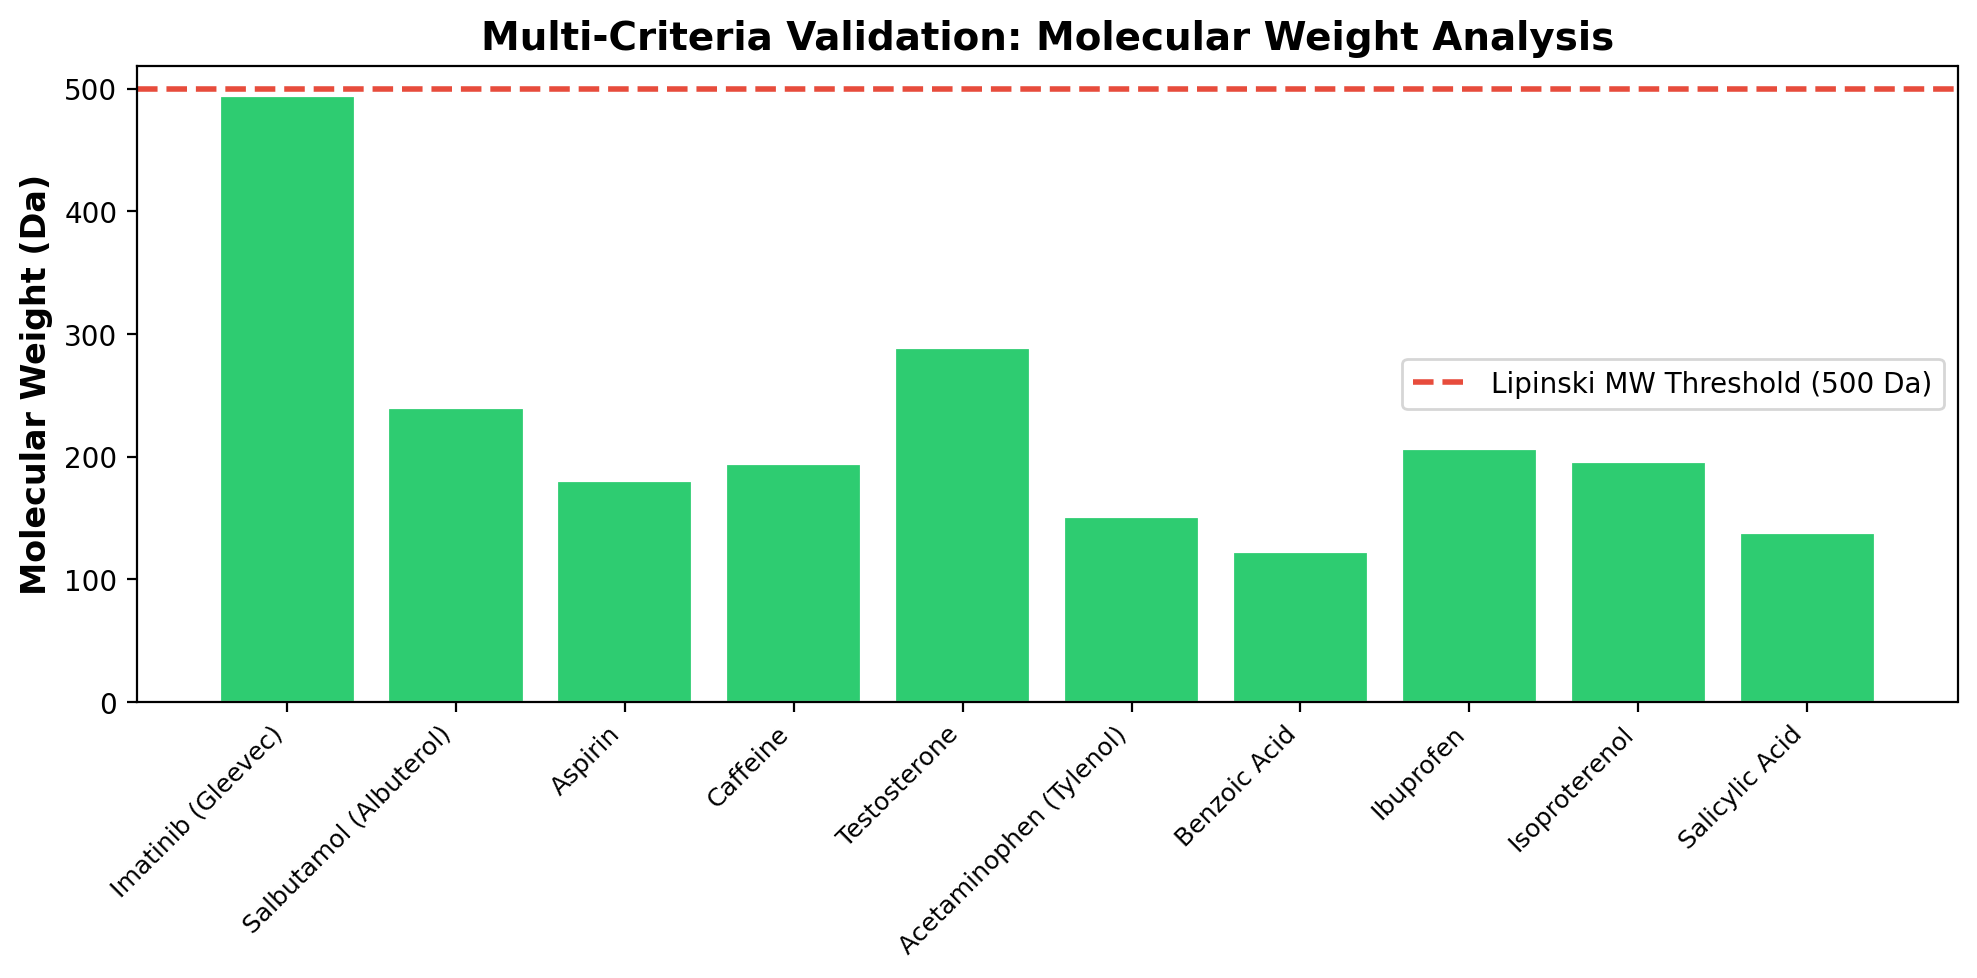 Multi-Criteria Validation: Molecular Weight Analysis
Molecular Weight (Da)
500
400
300
200
100
0
Lipinski MW Threshold (500 Da)
Imatinib (Gleevec)
Salbutamol (Albuterol)
Aspirin
Caffeine
Testosterone
Acetaminophen (Tylenol)
Benzoic Acid
Ibuprofen
Isoproterenol
Salicylic Acid